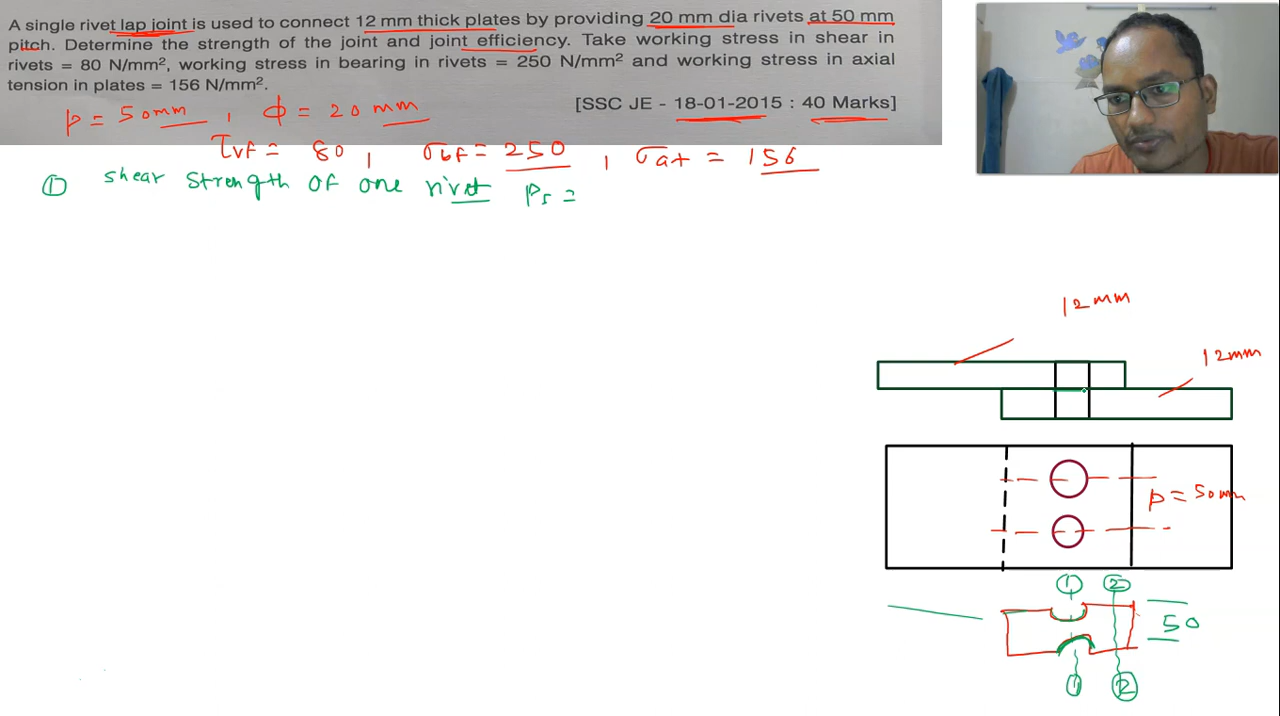 A single rivet lap joint is used to connect 12 mm thick plates by providing 20 mm dia rivets at 50 mm
pitch. Determine the strength of the joint and joint efficiency. Take working stress in shear in
rivets = 80 N/mm², working stress in bearing in rivets = 250 N/mm² and working stress in axial
tension in plates = 156 N/mm².
[SSC JE - 18-01-2015 : 40 Marks]
p = 50mm , ϕ = 20 mm
τvf = 80 , σbf = 250 , σat = 156
① shear strength of one rivet Ps =
12mm
12mm
p = 50mm
① ②
50
① ②